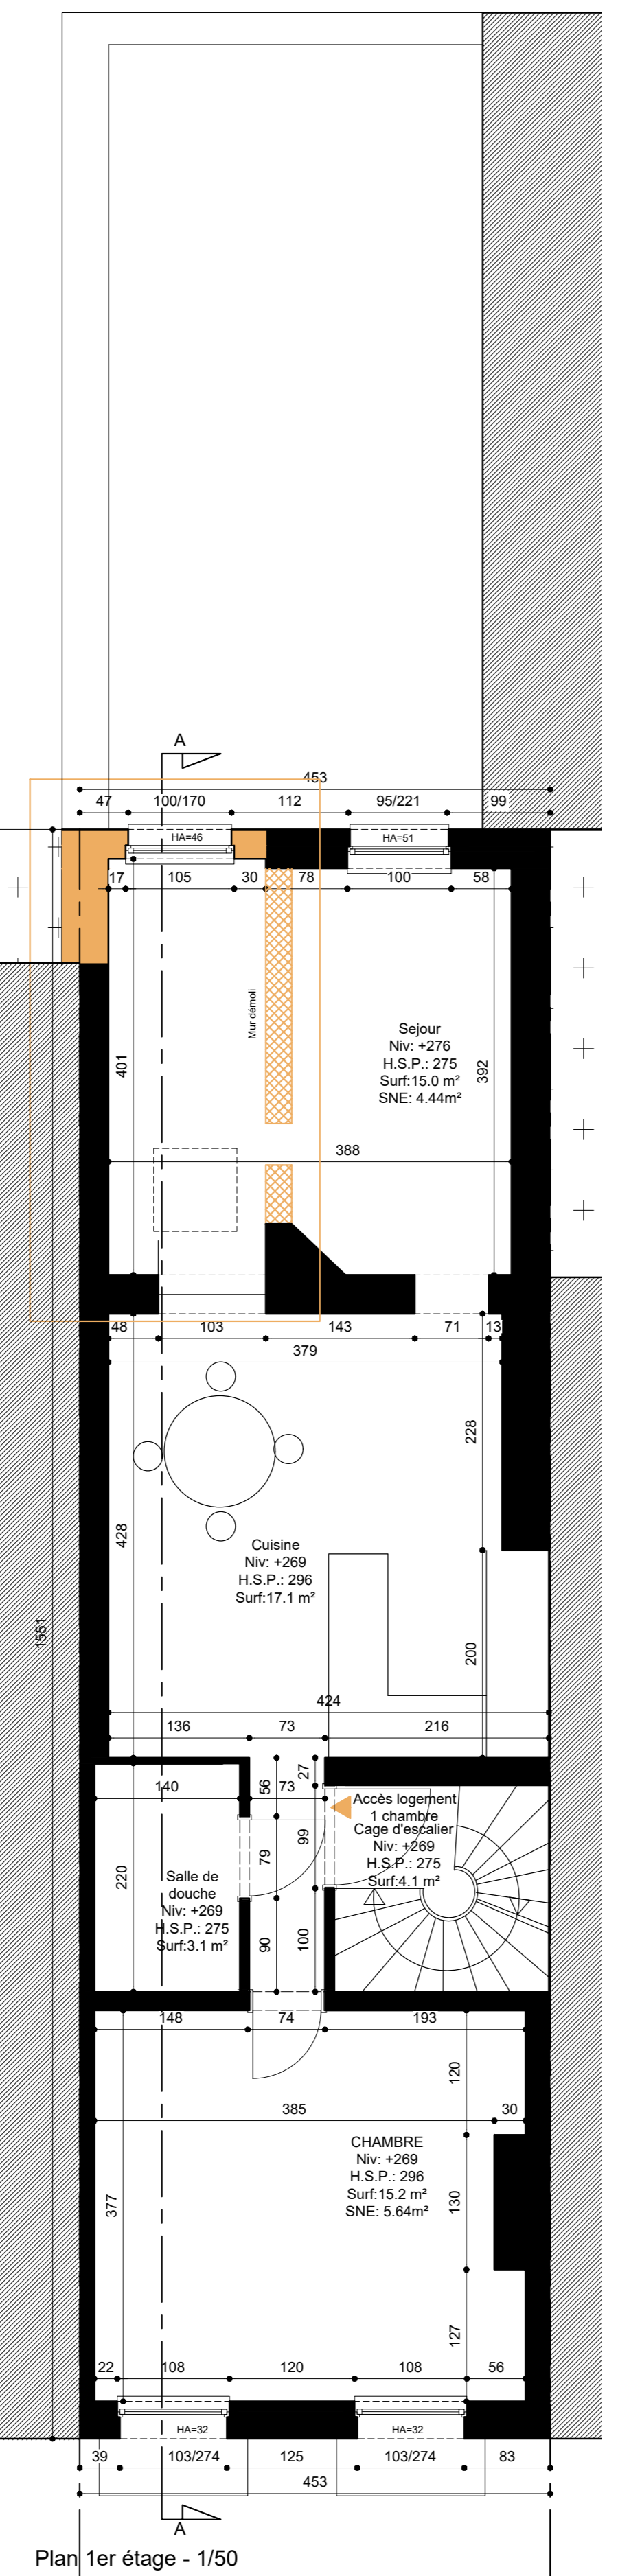 A
453
47 100/170 112 95/221 99
HA=46 HA=51
17 105 30 78 100 58
Mur démoli
Sejour
Niv: +276
H.S.P.: 275
Surf:15.0 m²
SNE: 4.44m²
401
392
388
48 103 143 71 13
379
228
428
Cuisine
Niv: +269
H.S.P.: 296
Surf:17.1 m²
1551
200
424
136 73 216
27
56
73
140
Accès logement
1 chambre
Cage d'escalier
Niv: +269
H.S.P.: 275
Surf:4.1 m²
99
79
220
Salle de
douche
Niv: +269
H.S.P.: 275
Surf:3.1 m²
90
100
148 74 193
120
385 30
CHAMBRE
Niv: +269
H.S.P.: 296
Surf:15.2 m²
SNE: 5.64m²
377
130
127
22 108 120 108 56
HA=32 HA=32
39 103/274 125 103/274 83
453
A
Plan 1er étage - 1/50